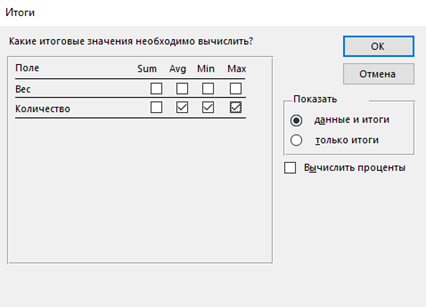 Итоги
Какие итоговые значения необходимо вычислить?
OK
Отмена
Поле Sum Avg Min Max
Вес
Количество
Показать
данные и итоги
только итоги
Вычислить проценты